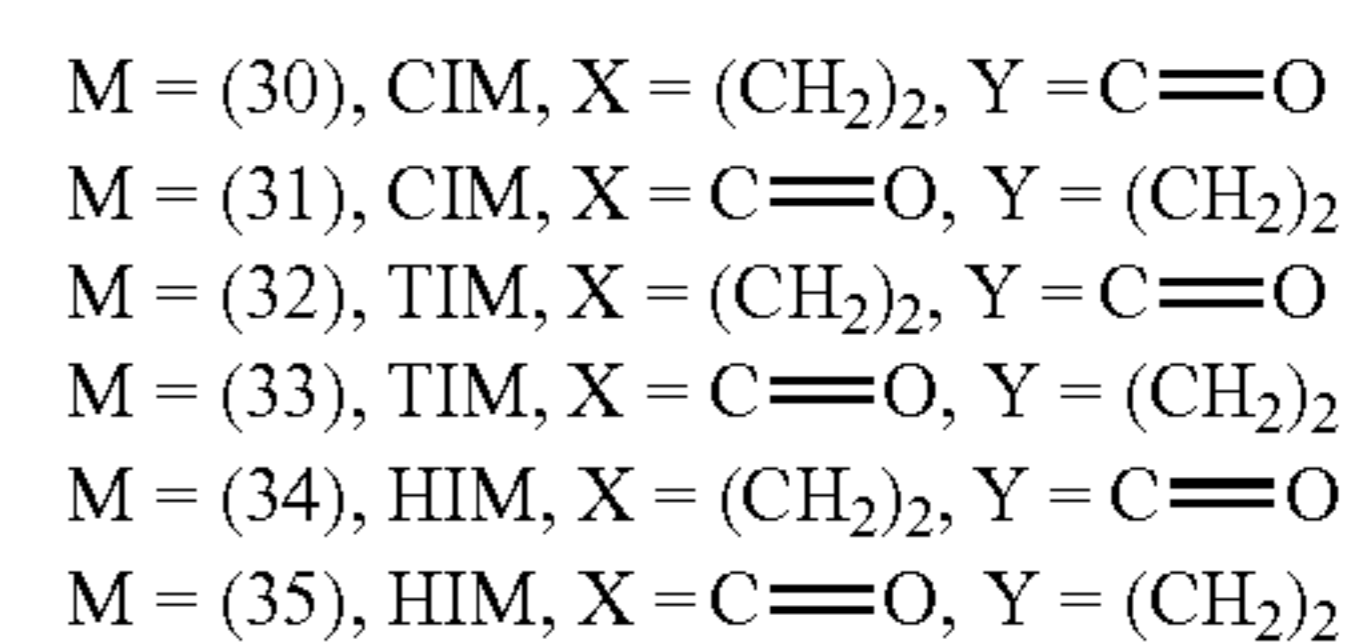 M = (30), CIM, X = (CH₂)₂, Y =C═O
M = (31), CIM, X = C═O, Y = (CH₂)₂
M = (32), TIM, X = (CH₂)₂, Y =C═O
M = (33), TIM, X = C═O, Y = (CH₂)₂
M = (34), HIM, X = (CH₂)₂, Y = C═O
M = (35), HIM, X =C═O, Y = (CH₂)₂